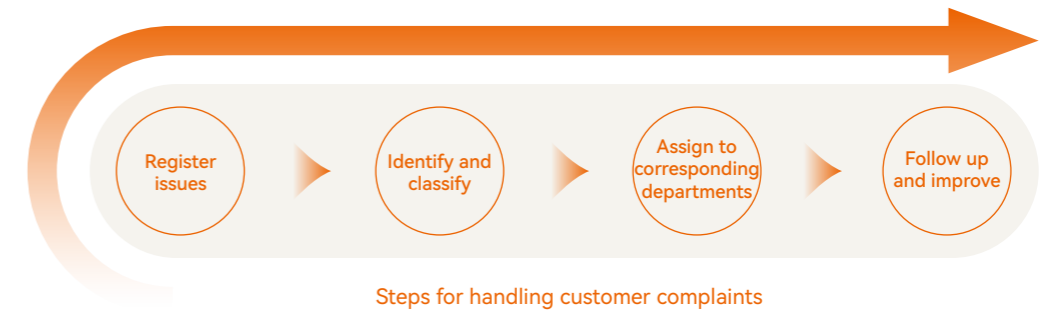 Register
issues
Identify and
classify
Assign to
corresponding
departments
Follow up
and improve
Steps for handling customer complaints